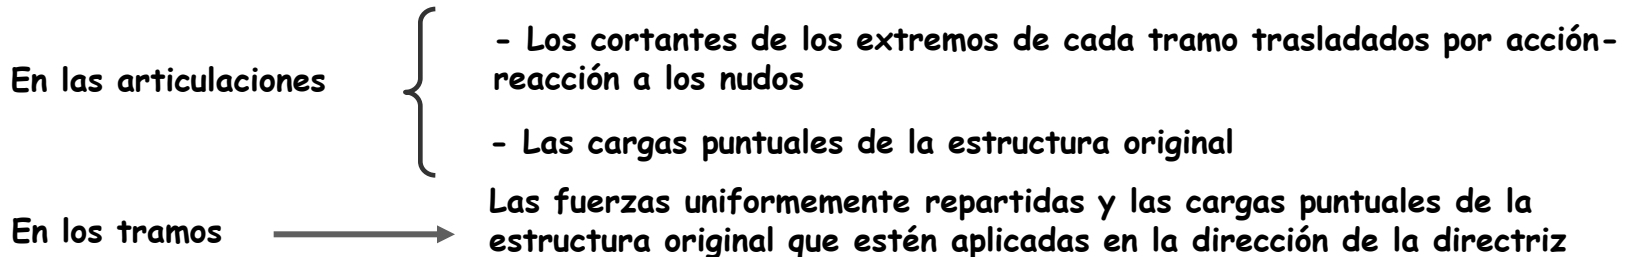 En las articulaciones
- Los cortantes de los extremos de cada tramo trasladados por acción-
reacción a los nudos
- Las cargas puntuales de la estructura original
En los tramos
Las fuerzas uniformemente repartidas y las cargas puntuales de la
estructura original que estén aplicadas en la dirección de la directriz